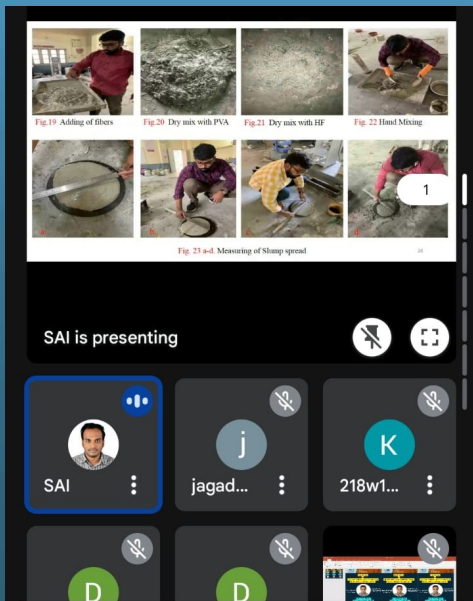 Fig.19 Adding of fibers Fig.20 Dry mix with PVA Fig.21 Dry mix with HF Fig. 22 Hand Mixing
1
a b c d
Fig. 23 a-d. Measuring of Slump spread
SAI is presenting
SAI jagad... 218w1...
j K
D D